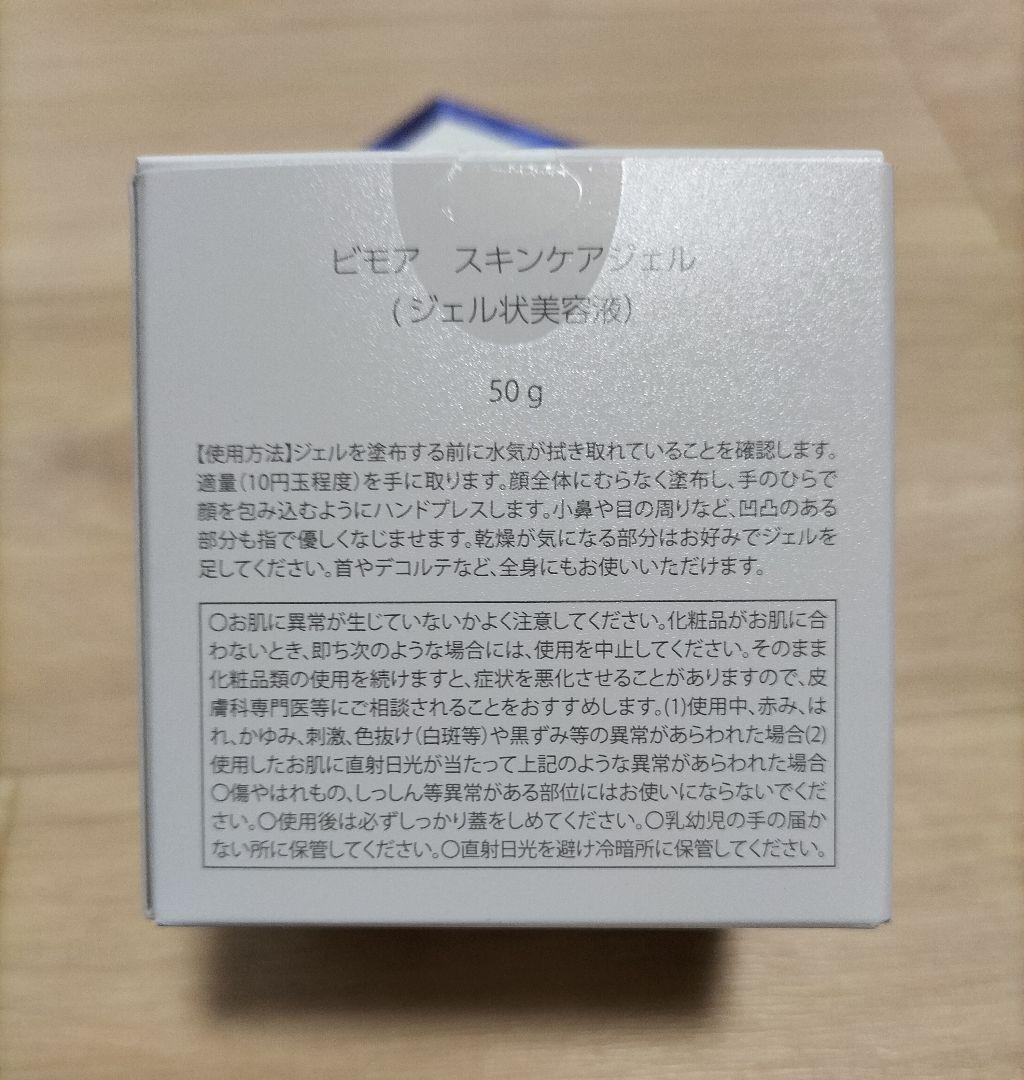 ビモア　スキンケアジェル
(ジェル状美容液)
50 g
【使用方法】ジェルを塗布する前に水気が拭き取れていることを確認します。
適量(10円玉程度)を手に取ります。顔全体にむらなく塗布し、手のひらで
顔を包み込むようにハンドプレスします。小鼻や目の周りなど、凹凸のある
部分も指で優しくなじませます。乾燥が気になる部分はお好みでジェルを
足してください。首やデコルテなど、全身にもお使いいただけます。
〇お肌に異常が生じていないかよく注意してください。化粧品がお肌に合
わないとき、即ち次のような場合には、使用を中止してください。そのまま
化粧品類の使用を続けますと、症状を悪化させることがありますので、皮
膚科専門医等にご相談されることをおすすめします。(1)使用中、赤み、は
れ、かゆみ、刺激、色抜け(白斑等)や黒ずみ等の異常があらわれた場合(2)
使用したお肌に直射日光が当たって上記のような異常があらわれた場合
〇傷やはれもの、しっしん等異常がある部位にはお使いにならないでくだ
さい。〇使用後は必ずしっかり蓋をしめてください。〇乳幼児の手の届か
ない所に保管してください。〇直射日光を避け冷暗所に保管してください。